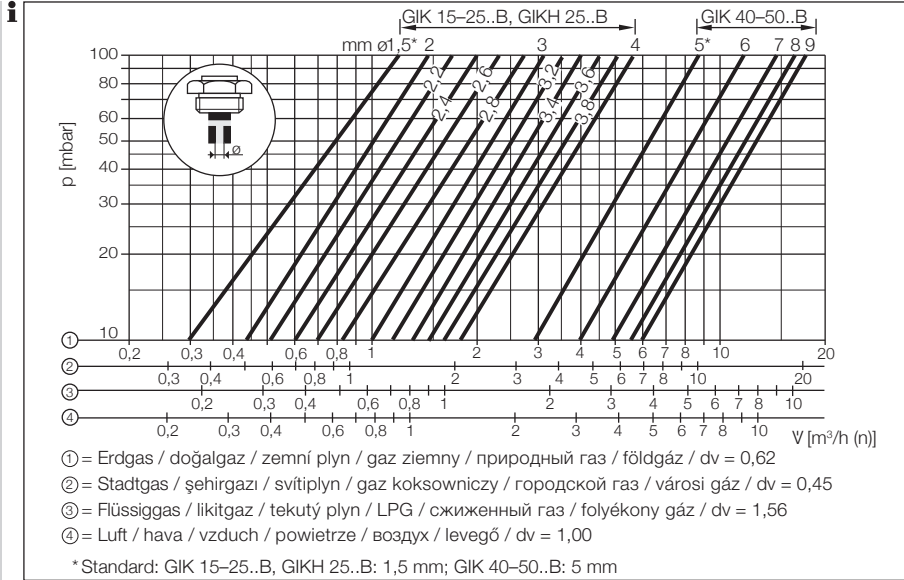 i
GIK 15–25..B, GIKH 25..B GIK 40–50..B
mm ø1,5* 2 3 4 5* 6 7 8 9
2,2 2,6 3,2 3,6
2,4 2,8 3,4 3,8
ø
p [mbar]
100
80
60
50
40
30
20
10
① 0,2 0,3 0,4 0,6 0,8 1 2 3 4 5 6 7 8 10 20
② 0,3 0,4 0,6 0,8 1 2 3 4 5 6 7 8 10 20
③ 0,2 0,3 0,4 0,6 0,8 1 2 3 4 5 6 7 8 10
④ 0,2 0,3 0,4 0,6 0,8 1 2 3 4 5 6 7 8 10
V̇ [m³/h (n)]
① = Erdgas / doğalgaz / zemní plyn / gaz ziemny / природный газ / földgáz / dv = 0,62
② = Stadtgas / şehirgazı / svítiplyn / gaz koksowniczy / городской газ / városi gáz / dv = 0,45
③ = Flüssiggas / likitgaz / tekutý plyn / LPG / сжиженный газ / folyékony gáz / dv = 1,56
④ = Luft / hava / vzduch / powietrze / воздух / levegő / dv = 1,00
* Standard: GIK 15–25..B, GIKH 25..B: 1,5 mm; GIK 40–50..B: 5 mm